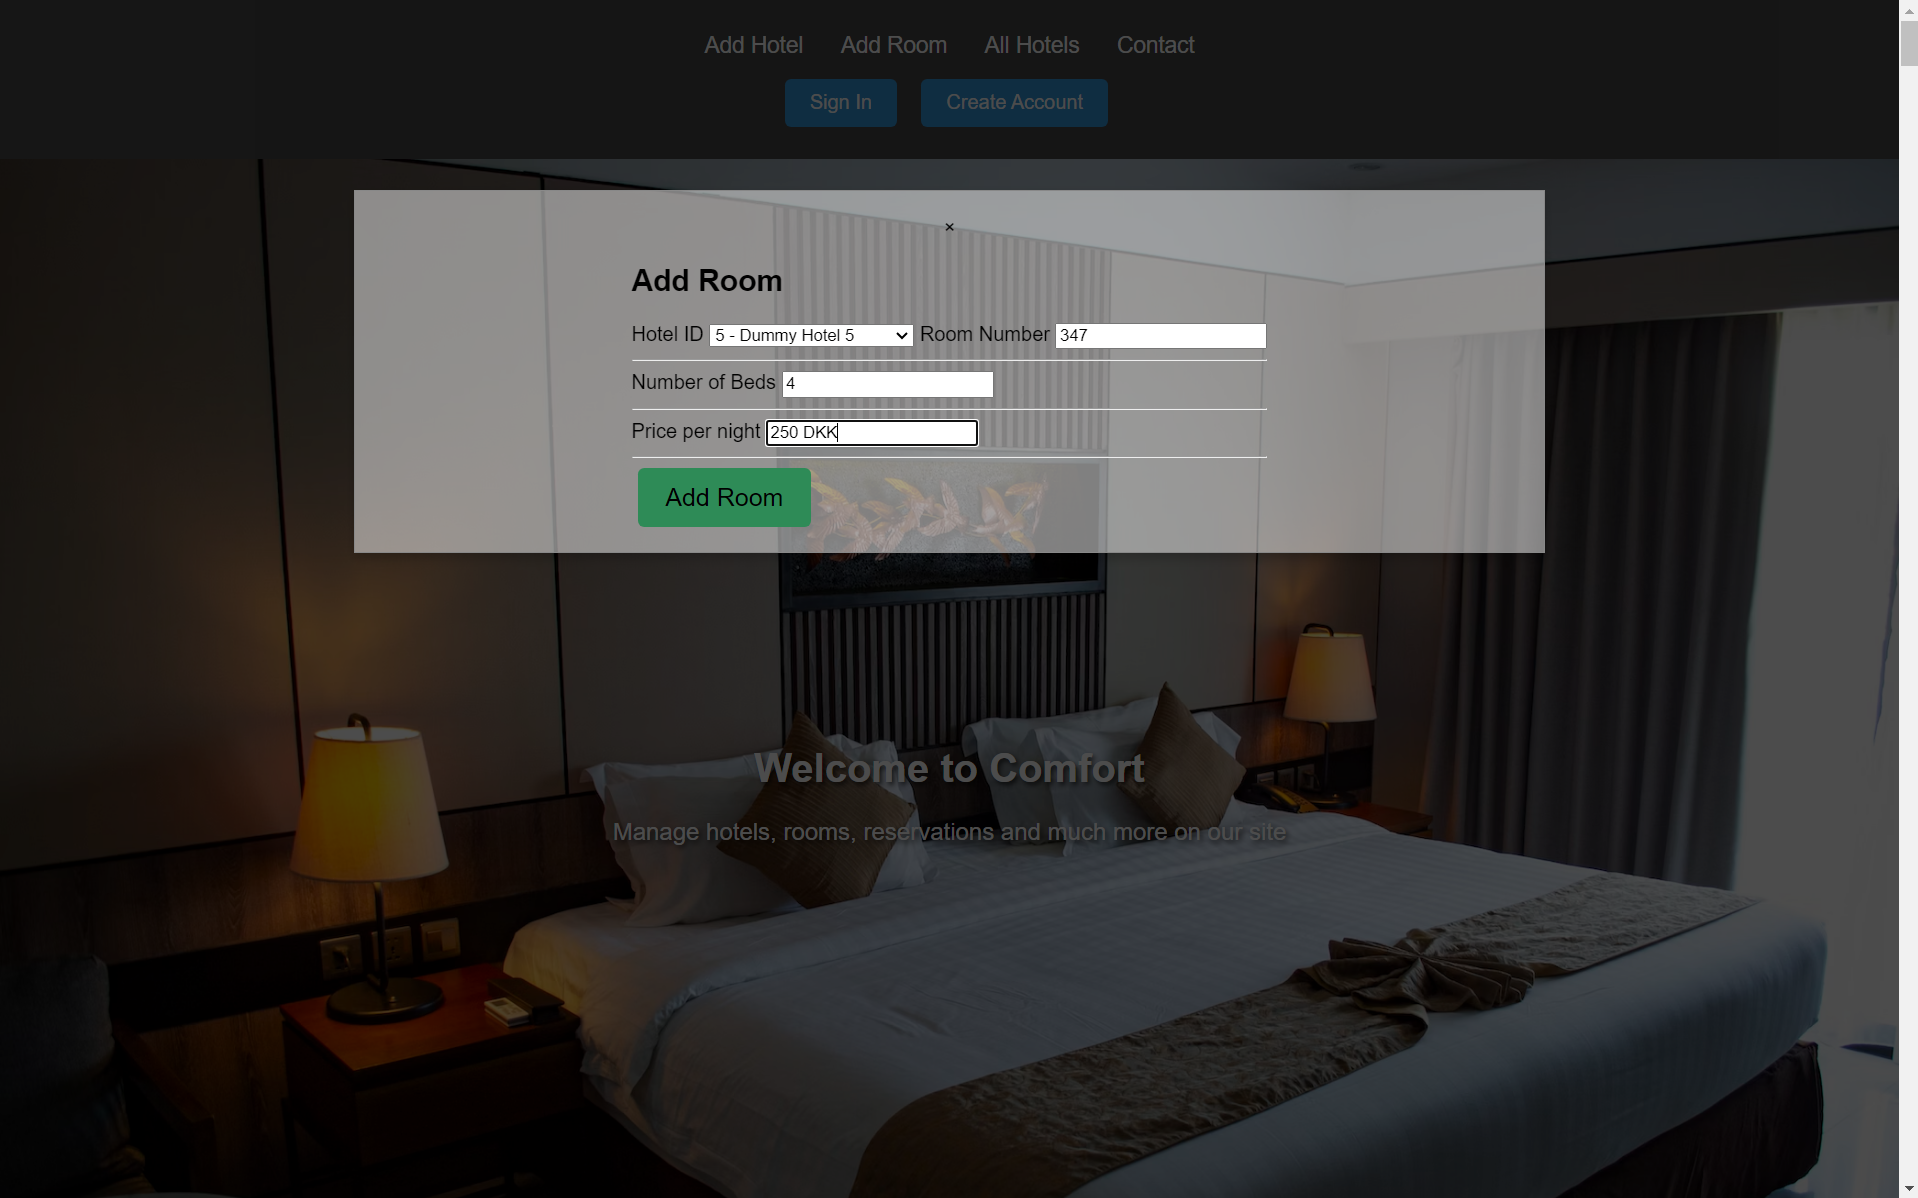 Add Hotel Add Room All Hotels Contact
Sign In Create Account
×
Add Room
Hotel ID 5 - Dummy Hotel 5 Room Number 347
Number of Beds 4
Price per night 250 DKK
Add Room
Welcome to Comfort
Manage hotels, rooms, reservations and much more on our site